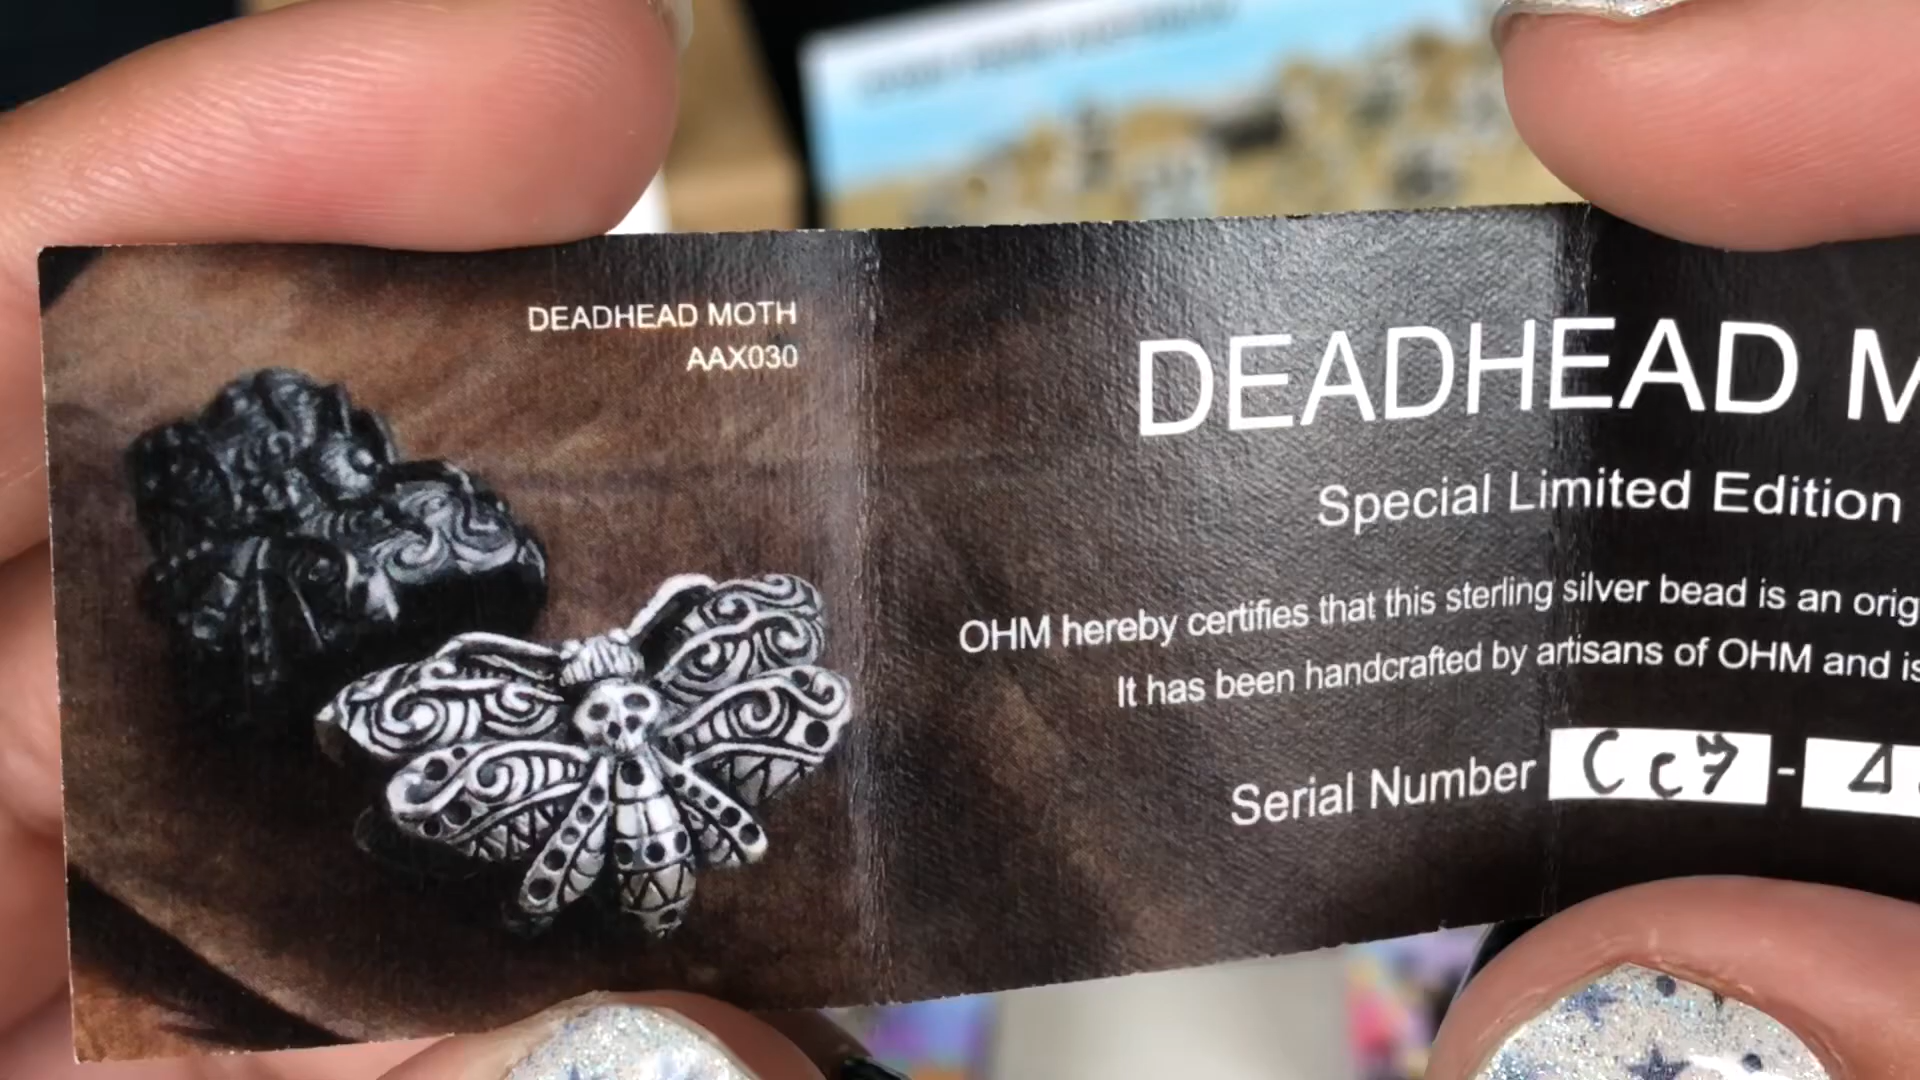 DEADHEAD MOTH
AAX030
DEADHEAD M
Special Limited Edition
OHM hereby certifies that this sterling silver bead is an orig
It has been handcrafted by artisans of OHM and is
Serial Number CC7 -